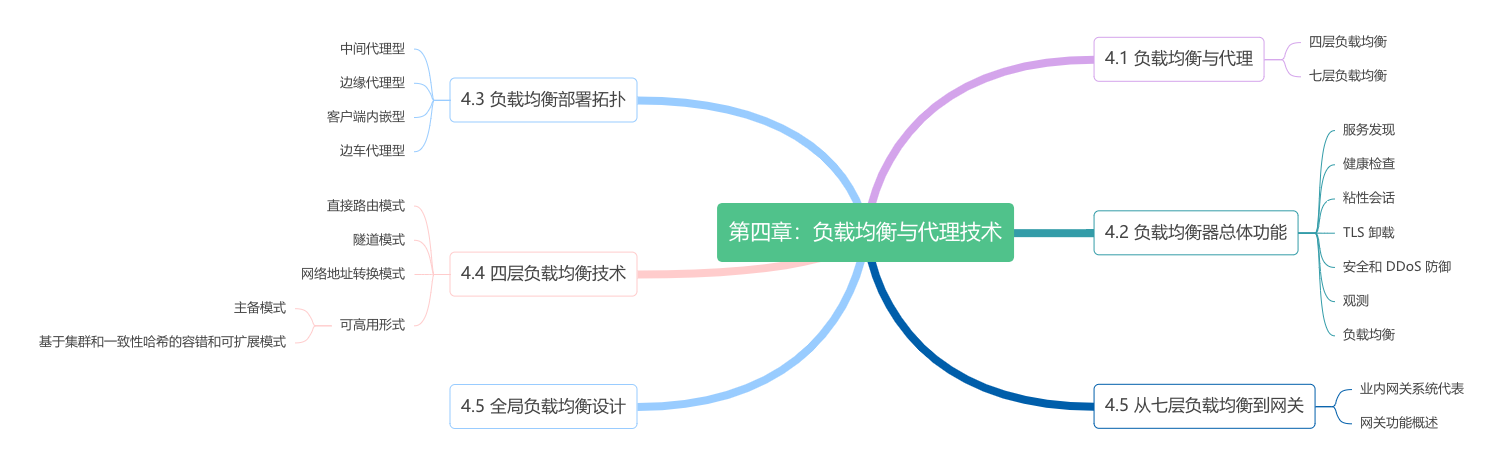 第四章：负载均衡与代理技术
4.1 负载均衡与代理
四层负载均衡
七层负载均衡
4.2 负载均衡器总体功能
服务发现
健康检查
粘性会话
TLS 卸载
安全和 DDoS 防御
观测
负载均衡
4.5 从七层负载均衡到网关
业内网关系统代表
网关功能概述
4.3 负载均衡部署拓扑
中间代理型
边缘代理型
客户端内嵌型
边车代理型
4.4 四层负载均衡技术
直接路由模式
隧道模式
网络地址转换模式
可高用形式
主备模式
基于集群和一致性哈希的容错和可扩展模式
4.5 全局负载均衡设计